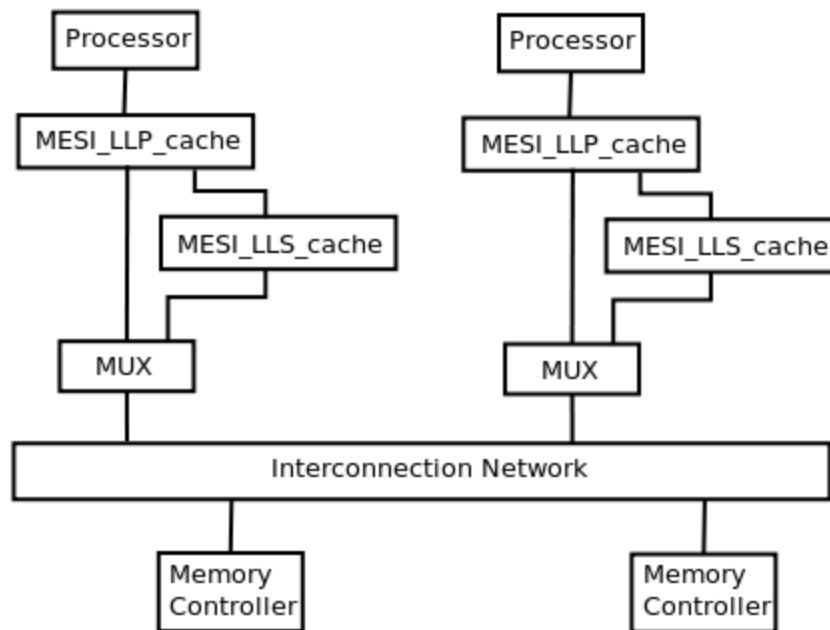 Processor
Processor
MESI_LLP_cache
MESI_LLP_cache
MESI_LLS_cache
MESI_LLS_cache
MUX
MUX
Interconnection Network
Memory
Controller
Memory
Controller